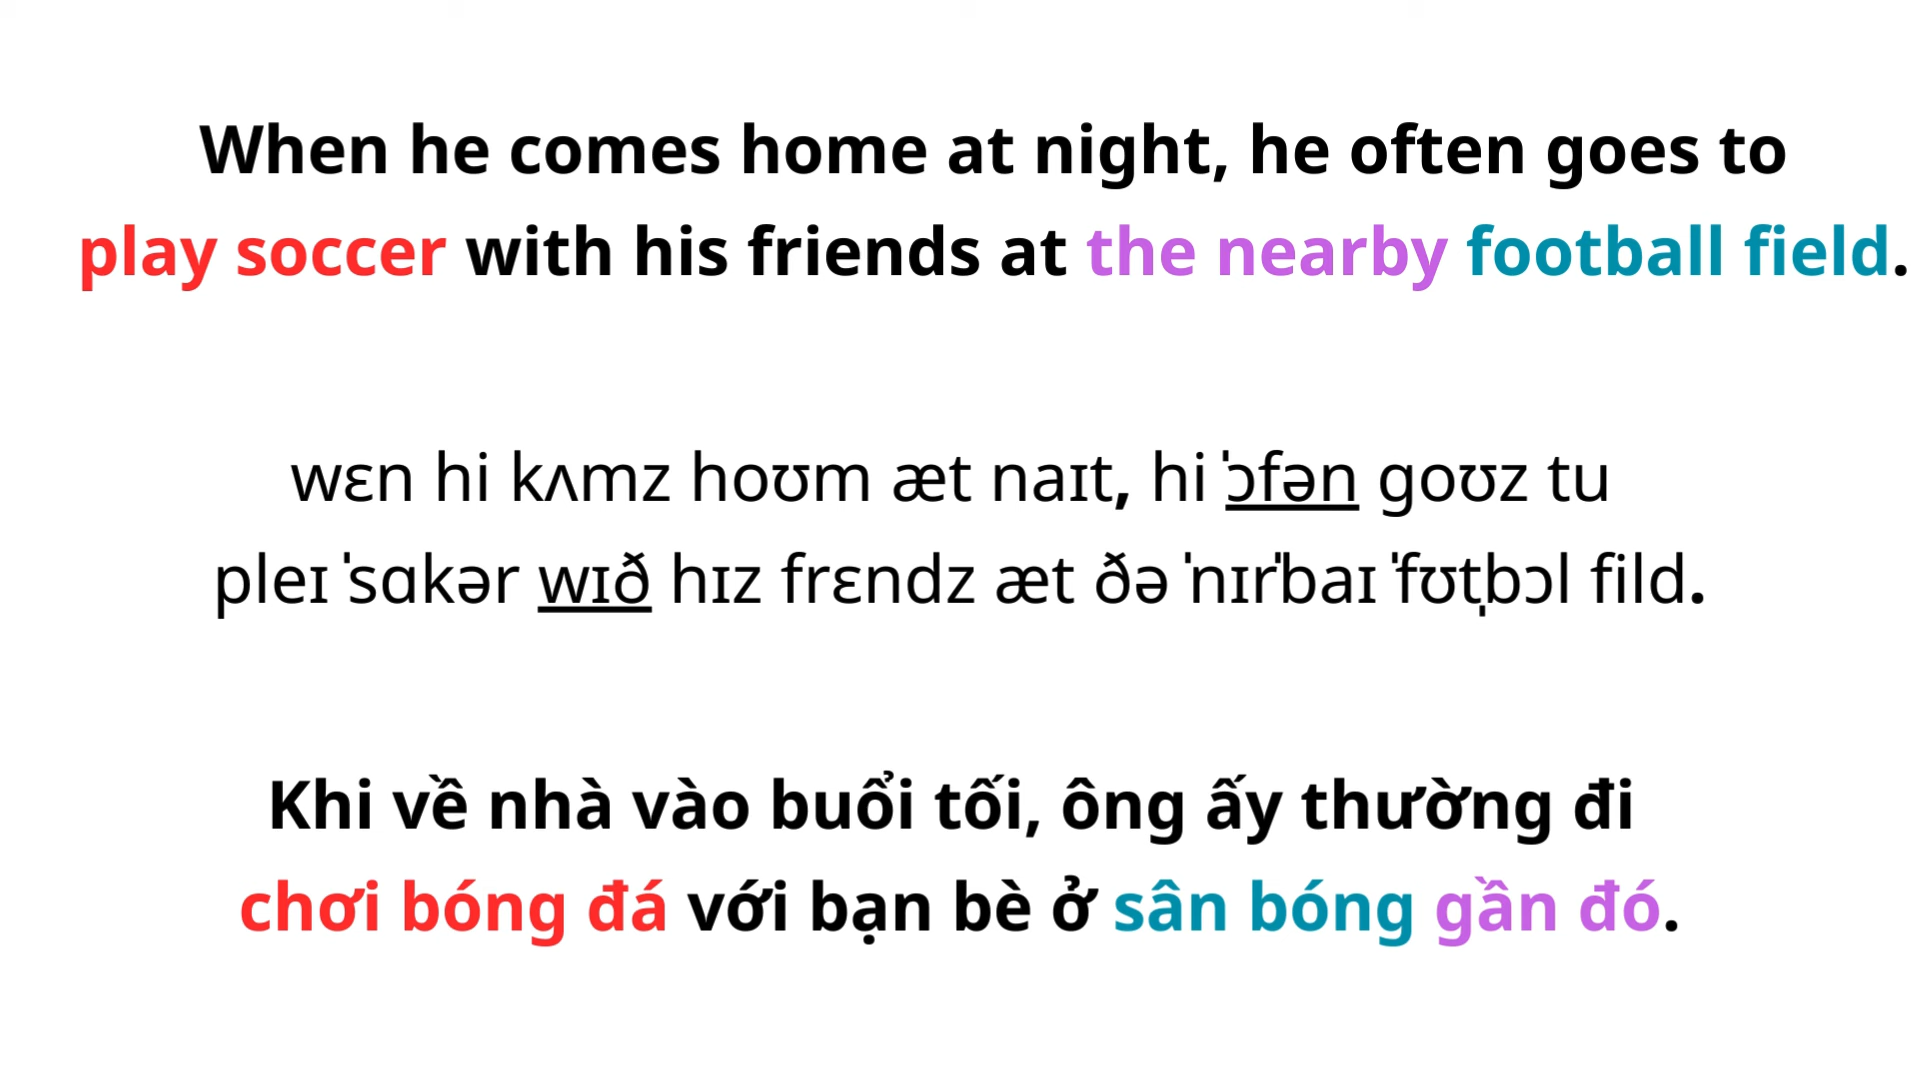 When he comes home at night, he often goes to
play soccer with his friends at the nearby football field.
wɛn hi kʌmz hoʊm æt naɪt, hi ˈɔfən goʊz tu
pleɪ ˈsɑkər wɪð hɪz frɛndz æt ðə ˈnɪrˈbaɪ ˈfʊtˌbɔl fild.
Khi về nhà vào buổi tối, ông ấy thường đi
chơi bóng đá với bạn bè ở sân bóng gần đó.